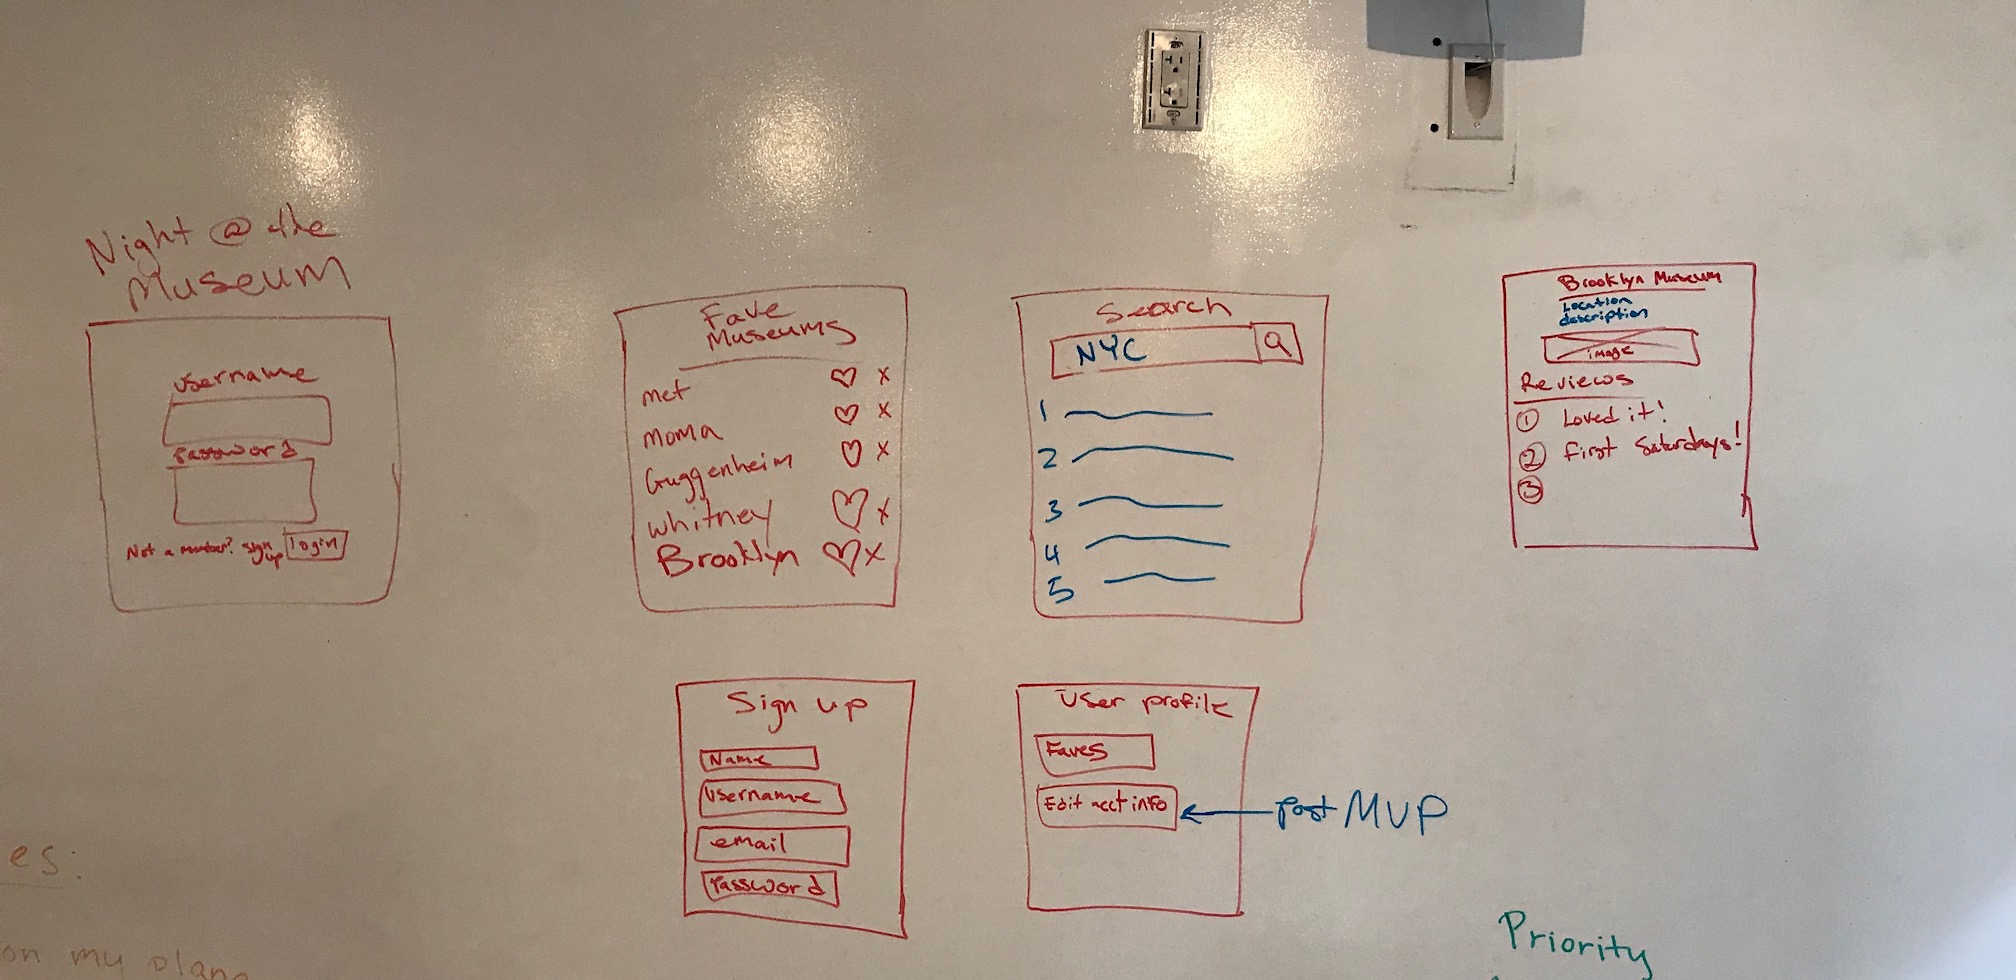 Night @ the
Museum
username
password
Not a member? sign up
login
Fave
Museums
met x
moma x
Guggenheim x
whitney x
Brooklyn x
Search
NYC
1
2
3
4
5
Brooklyn Museum
Location
description
image
Reviews
1 Loved it!
2 First Saturdays!
3
Sign up
Name
username
email
Password
User profile
Faves
Edit acct info
post MVP
es:
on my plane
Priority